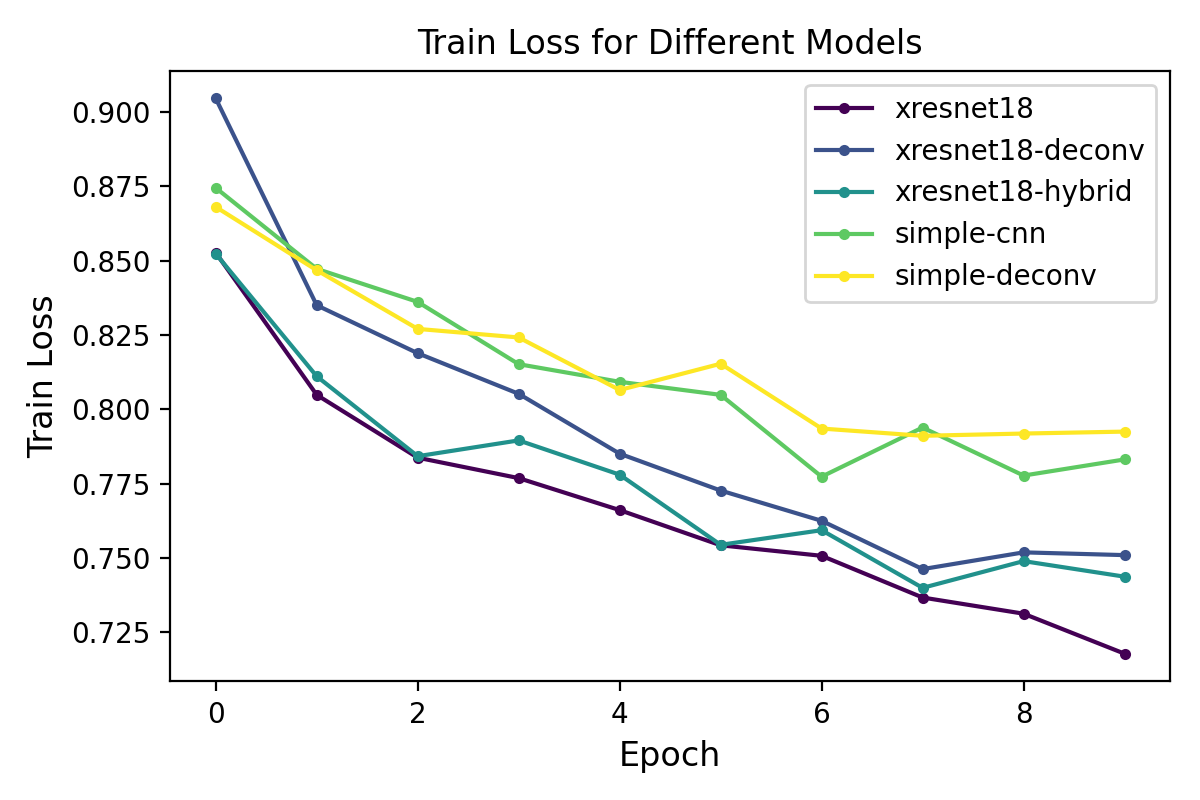 Train Loss for Different Models
0.900
0.875
0.850
0.825
0.800
0.775
0.750
0.725
Train Loss
xresnet18
xresnet18-deconv
xresnet18-hybrid
simple-cnn
simple-deconv
0 2 4 6 8
Epoch